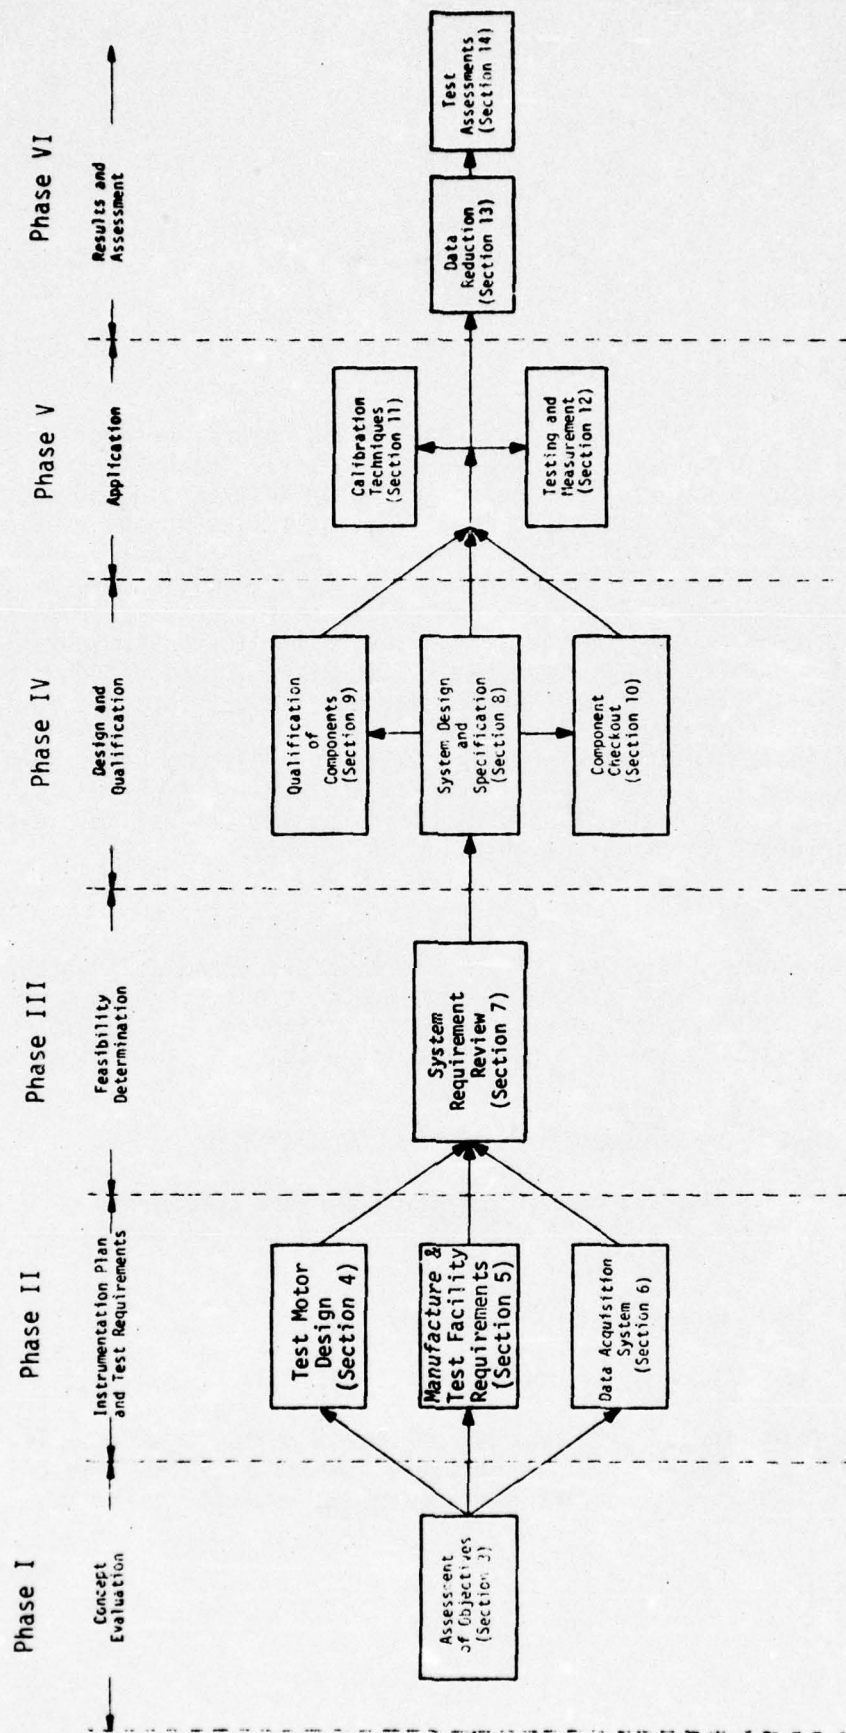 Phase I
Concept
Evaluation
Assessment
of Objectives
(Section 3)
Phase II
Instrumentation Plan
and Test Requirements
Test Motor
Design
(Section 4)
Manufacture &
Test Facility
Requirements
(Section 5)
Data Acquisition
System
(Section 6)
Phase III
Feasibility
Determination
System
Requirement
Review
(Section 7)
Phase IV
Design and
Qualification
Qualification
of
Components
(Section 9)
System Design
and
Specification
(Section 8)
Component
Checkout
(Section 10)
Phase V
Application
Calibration
Techniques
(Section 11)
Testing and
Measurement
(Section 12)
Phase VI
Results and
Assessment
Data
Reduction
(Section 13)
Test
Assessments
(Section 14)